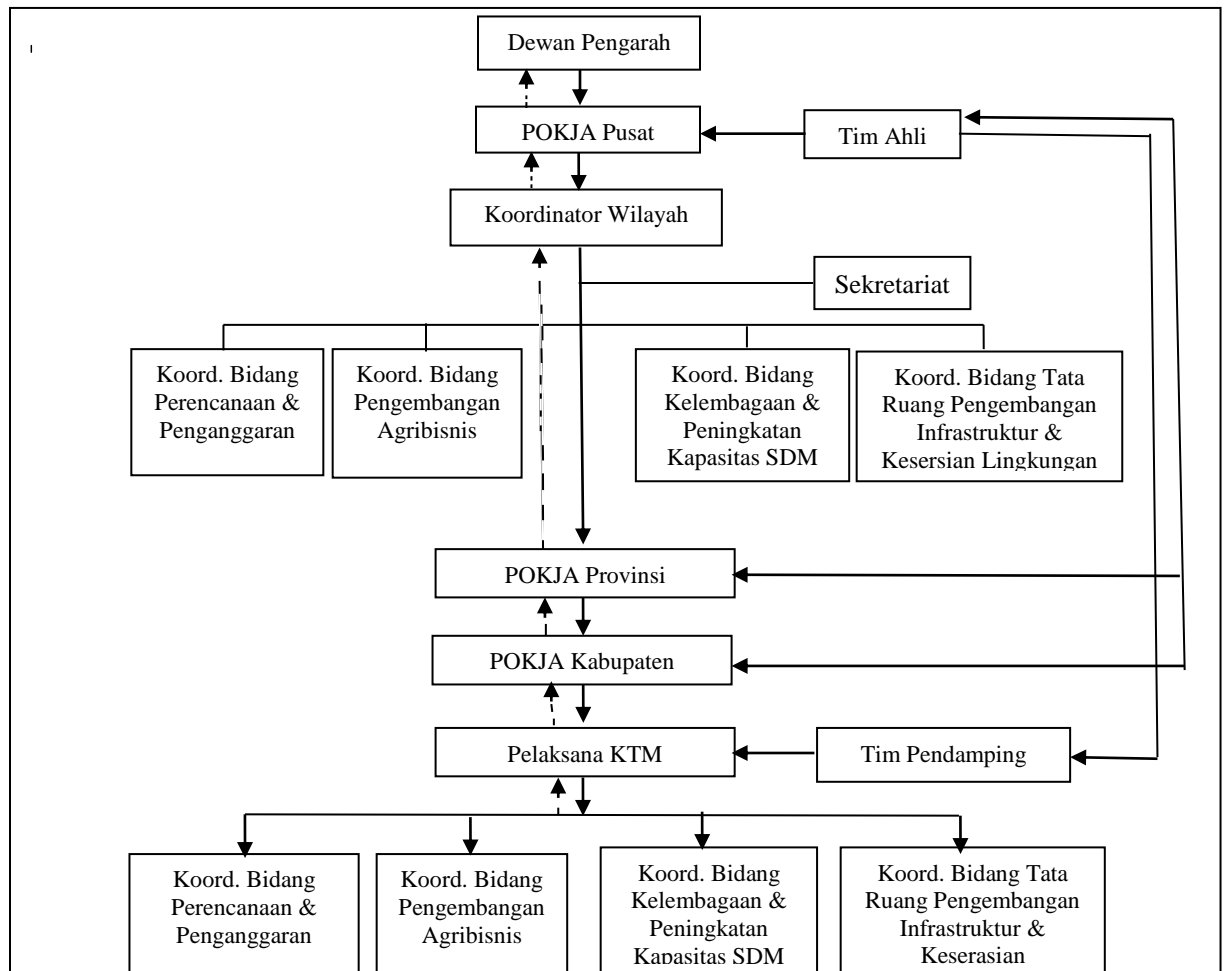 Dewan Pengarah
POKJA Pusat
Tim Ahli
Koordinator Wilayah
Sekretariat
Koord. Bidang
Perencanaan &
Penganggaran
Koord. Bidang
Pengembangan
Agribisnis
Koord. Bidang
Kelembagaan &
Peningkatan
Kapasitas SDM
Koord. Bidang Tata
Ruang Pengembangan
Infrastruktur &
Kesersian Lingkungan
POKJA Provinsi
POKJA Kabupaten
Pelaksana KTM
Tim Pendamping
Koord. Bidang
Perencanaan &
Penganggaran
Koord. Bidang
Pengembangan
Agribisnis
Koord. Bidang
Kelembagaan &
Peningkatan
Kapasitas SDM
Koord. Bidang Tata
Ruang Pengembangan
Infrastruktur &
Keserasian